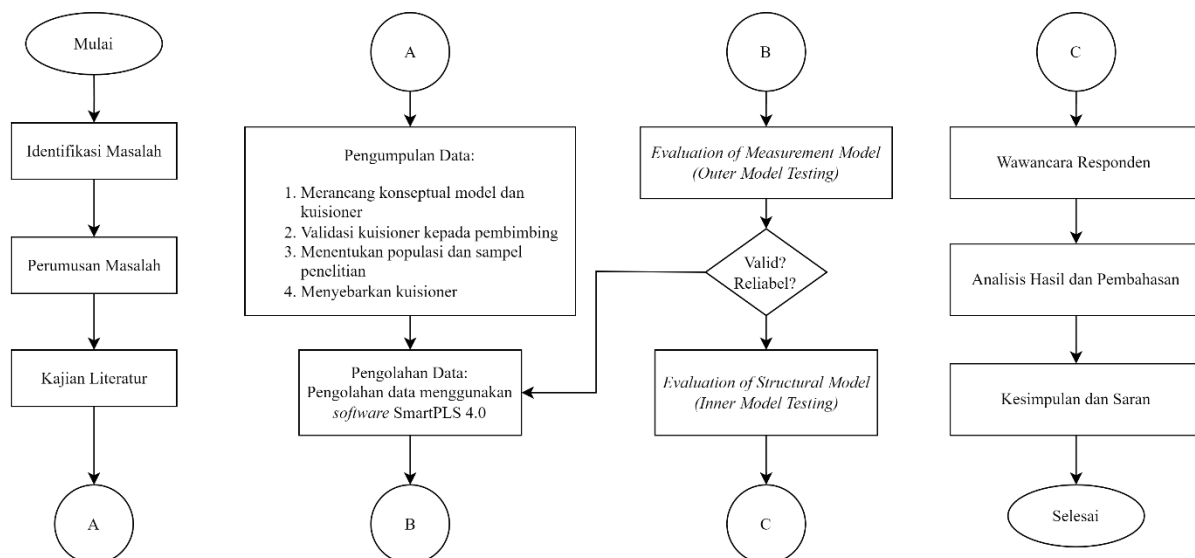 Mulai
Identifikasi Masalah
Perumusan Masalah
Kajian Literatur
A
A
Pengumpulan Data:
1. Merancang konseptual model dan
kuisioner
2. Validasi kuisioner kepada pembimbing
3. Menentukan populasi dan sampel
penelitian
4. Menyebarkan kuisioner
Pengolahan Data:
Pengolahan data menggunakan
software SmartPLS 4.0
B
B
Evaluation of Measurement Model
(Outer Model Testing)
Valid?
Reliabel?
Evaluation of Structural Model
(Inner Model Testing)
C
C
Wawancara Responden
Analisis Hasil dan Pembahasan
Kesimpulan dan Saran
Selesai